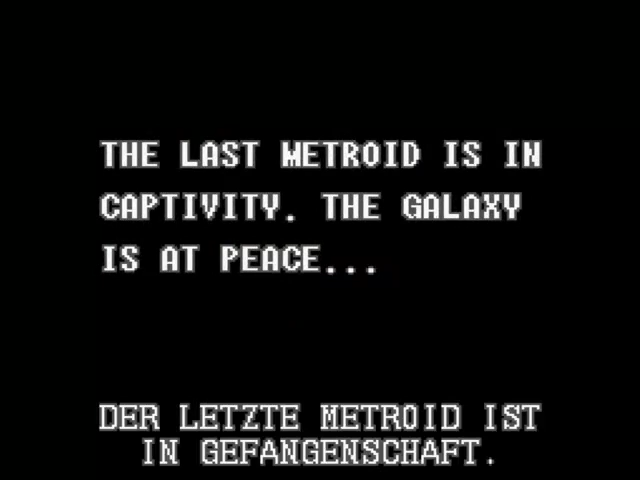 THE LAST METROID IS IN
CAPTIVITY. THE GALAXY
IS AT PEACE...
DER LETZTE METROID IST
IN GEFANGENSCHAFT.